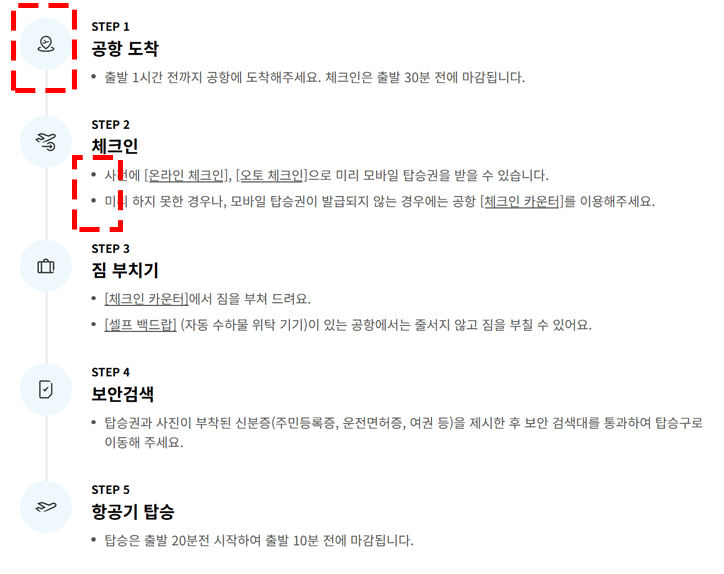 STEP 1
공항 도착
• 출발 1시간 전까지 공항에 도착해주세요. 체크인은 출발 30분 전에 마감됩니다.
STEP 2
체크인
• 사전에 [온라인 체크인], [오토 체크인]으로 미리 모바일 탑승권을 받을 수 있습니다.
• 미리 하지 못한 경우나, 모바일 탑승권이 발급되지 않는 경우에는 공항 [체크인 카운터]를 이용해주세요.
STEP 3
짐 부치기
• [체크인 카운터]에서 짐을 부쳐 드려요.
• [셀프 백드랍] (자동 수하물 위탁 기기)이 있는 공항에서는 줄서지 않고 짐을 부칠 수 있어요.
STEP 4
보안검색
• 탑승권과 사진이 부착된 신분증(주민등록증, 운전면허증, 여권 등)을 제시한 후 보안 검색대를 통과하여 탑승구로
이동해 주세요.
STEP 5
항공기 탑승
• 탑승은 출발 20분전 시작하여 출발 10분 전에 마감됩니다.